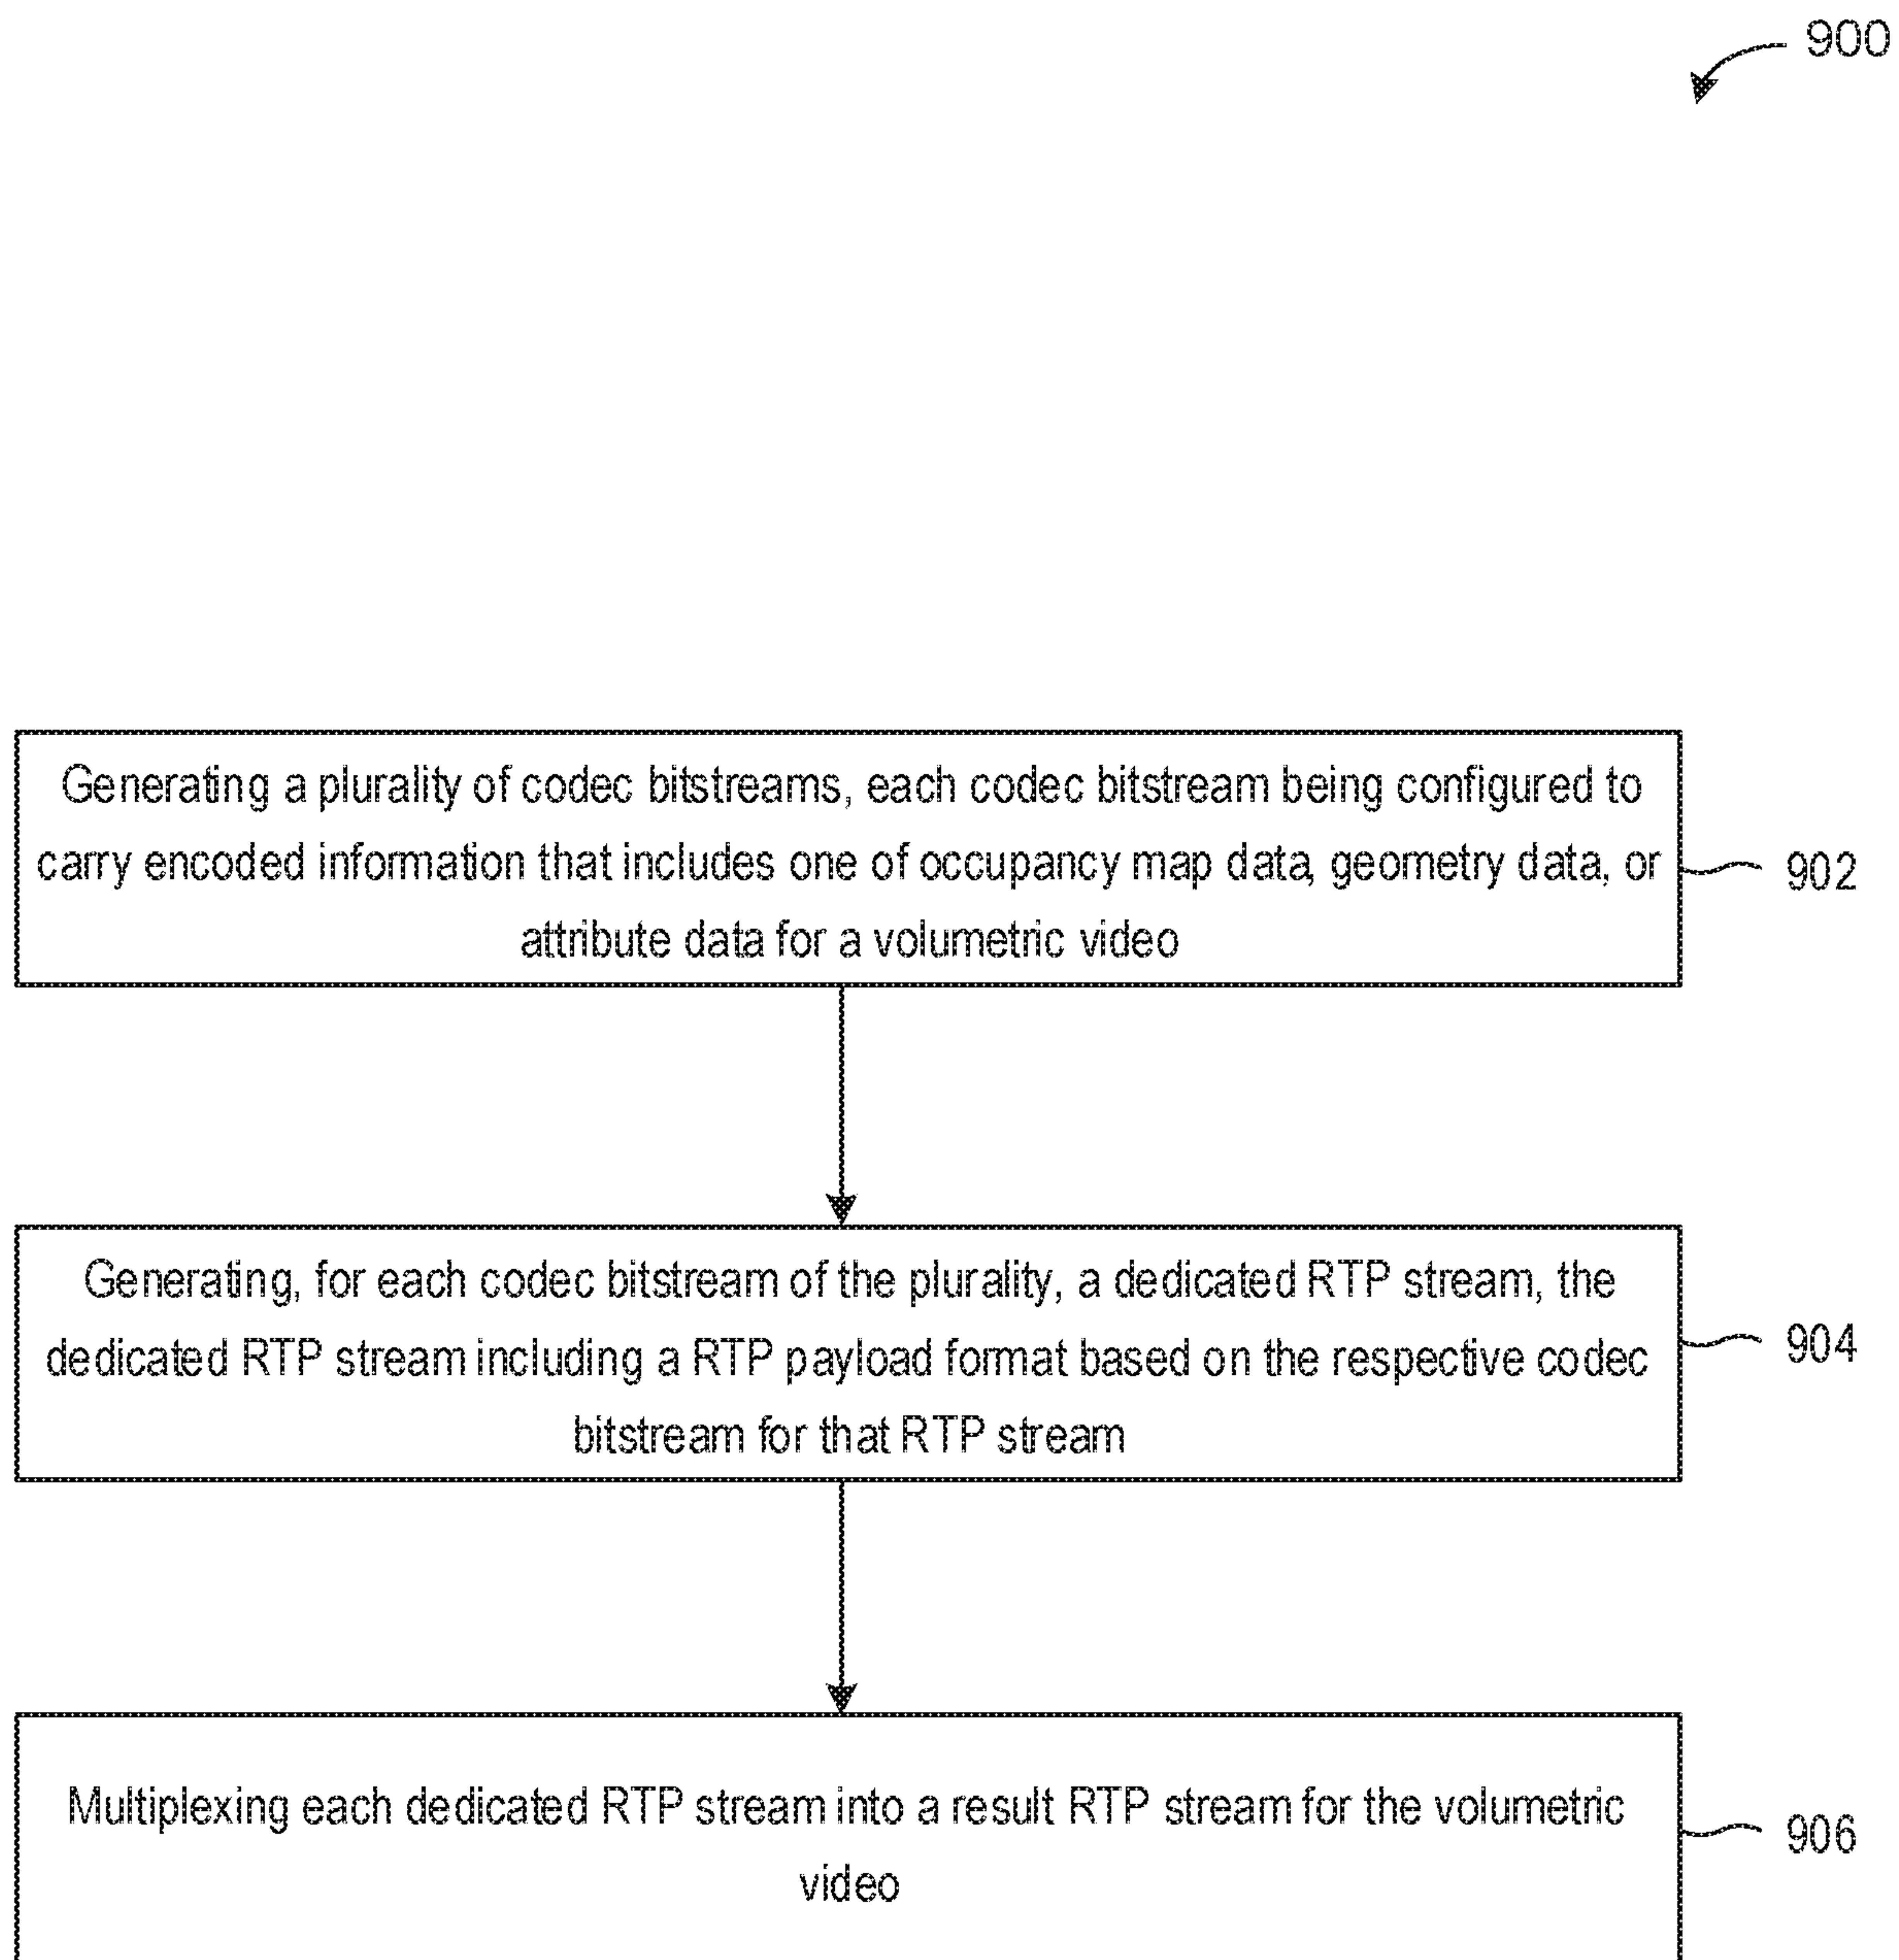 900
Generating a plurality of codec bitstreams, each codec bitstream being configured to
carry encoded information that includes one of occupancy map data, geometry data, or
attribute data for a volumetric video
902
Generating, for each codec bitstream of the plurality, a dedicated RTP stream, the
dedicated RTP stream including a RTP payload format based on the respective codec
bitstream for that RTP stream
904
Multiplexing each dedicated RTP stream into a result RTP stream for the volumetric
video
906